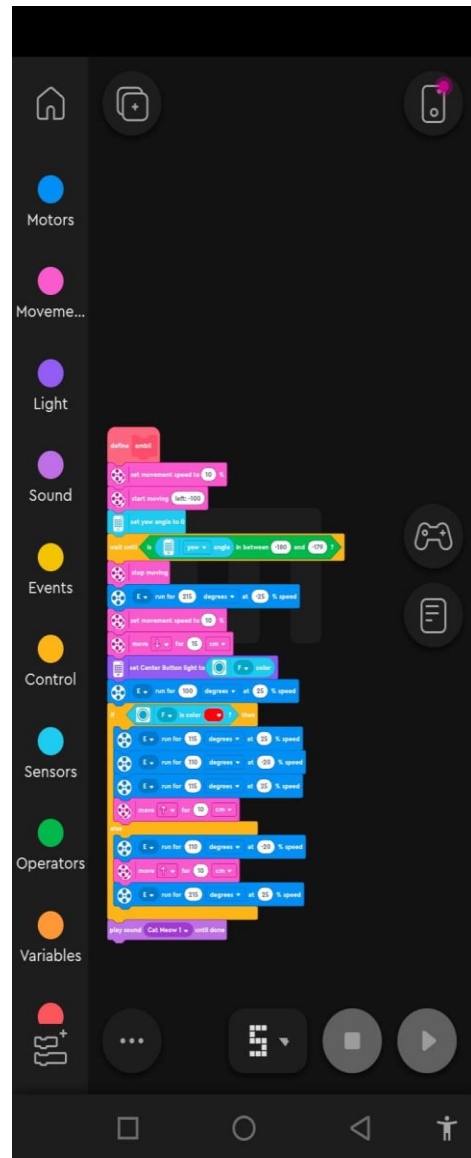 Motors
Moveme...
Light
Sound
Events
Control
Sensors
Operators
Variables
define ambil
set movement speed to 10 %
start moving left: -100
set yaw angle to 0
wait until is yaw angle in between -180 and -179 ?
stop moving
E run for 215 degrees at -25 % speed
set movement speed to 10 %
move for 15 cm
set Center Button light to F color
E run for 100 degrees at 25 % speed
if F is color ? then
E run for 115 degrees at 25 % speed
E run for 110 degrees at -20 % speed
E run for 115 degrees at 25 % speed
move for 10 cm
else
E run for 110 degrees at -20 % speed
move for 10 cm
E run for 215 degrees at 25 % speed
play sound Cat Meow 1 until done